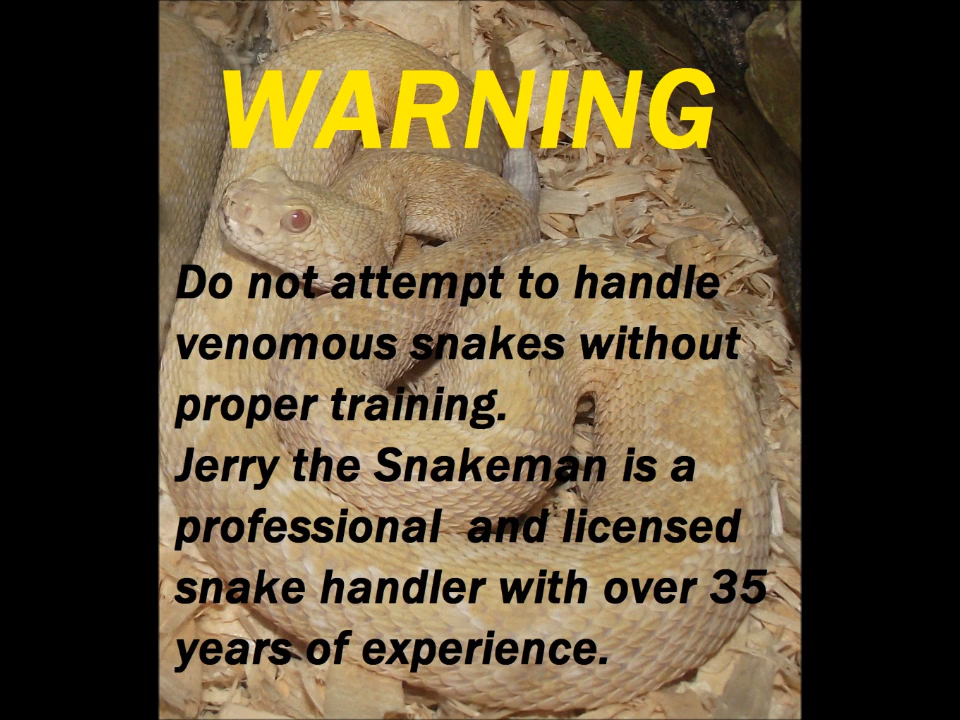 WARNING
Do not attempt to handle
venomous snakes without
proper training.
Jerry the Snakeman is a
professional  and licensed
snake handler with over 35
years of experience.